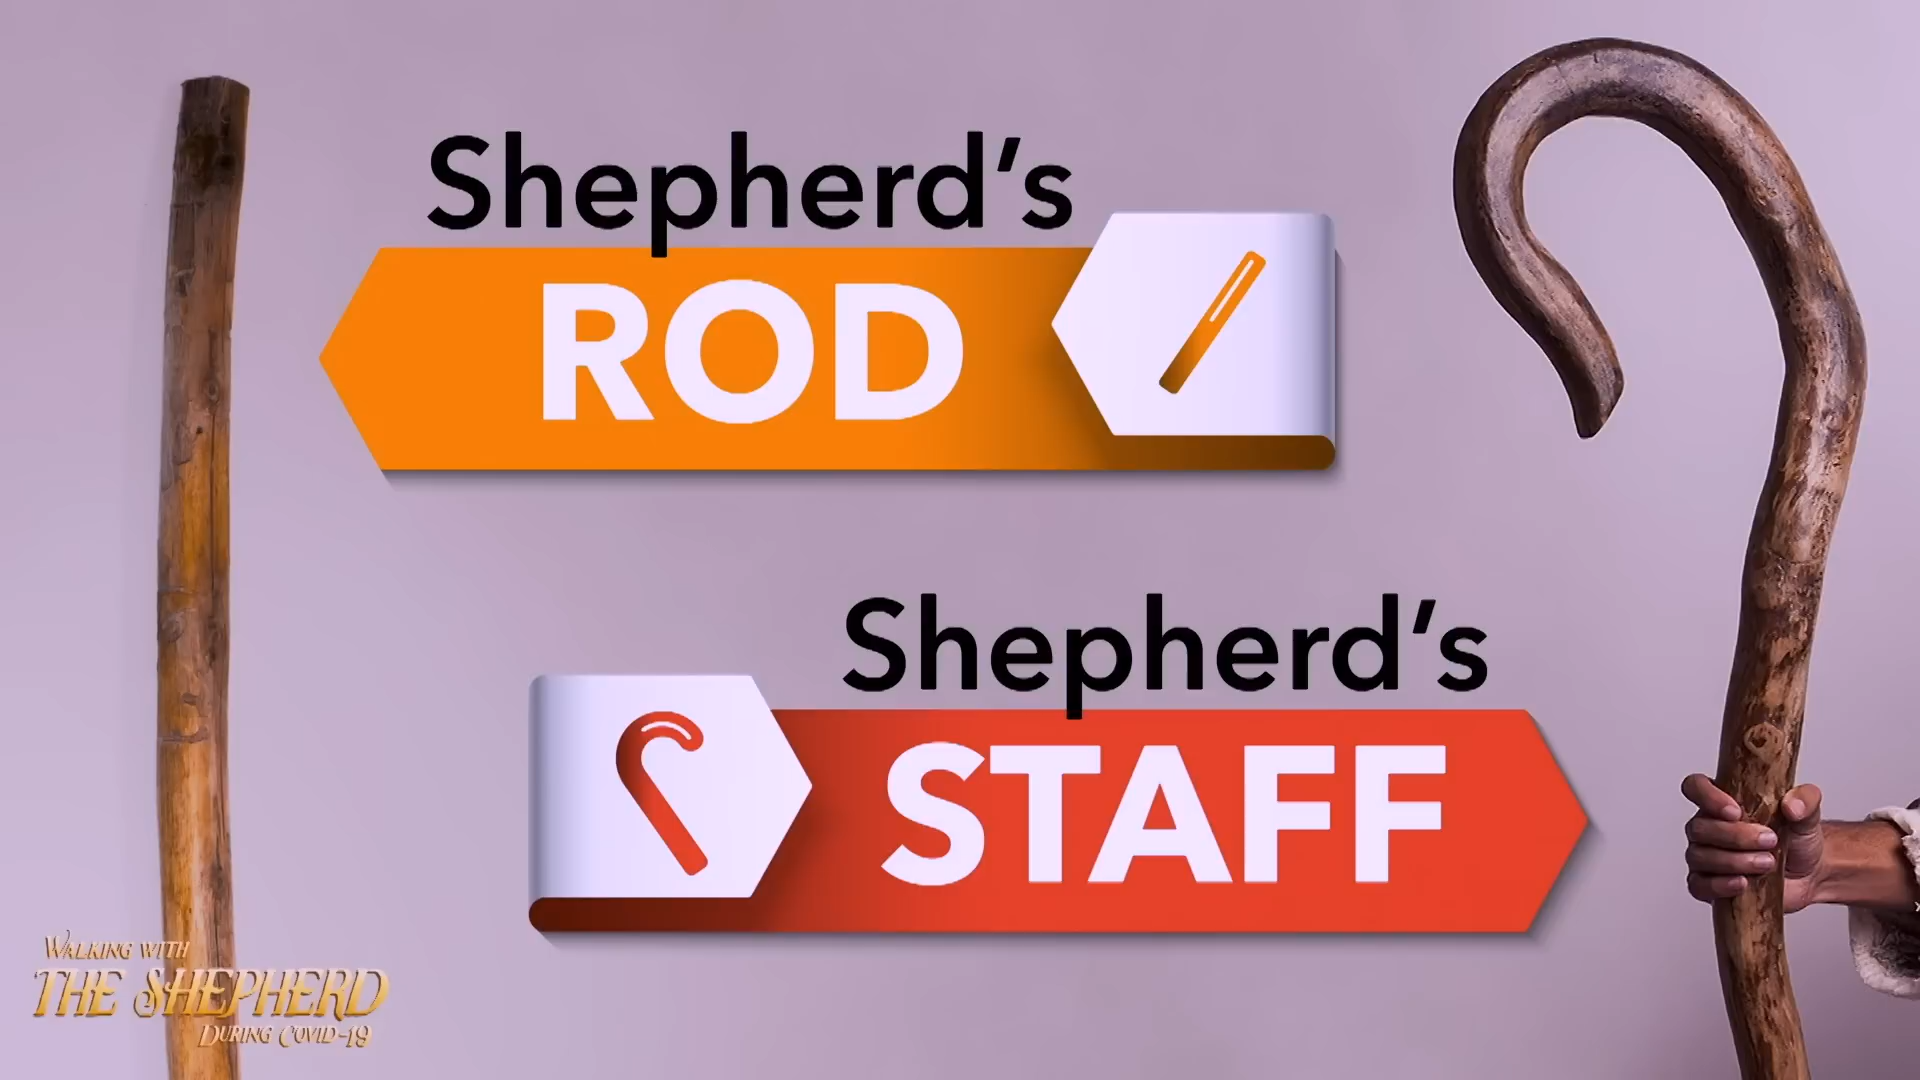 Shepherd's
ROD
Shepherd's
STAFF
WALKING WITH
THE SHEPHERD
DURING COVID-19